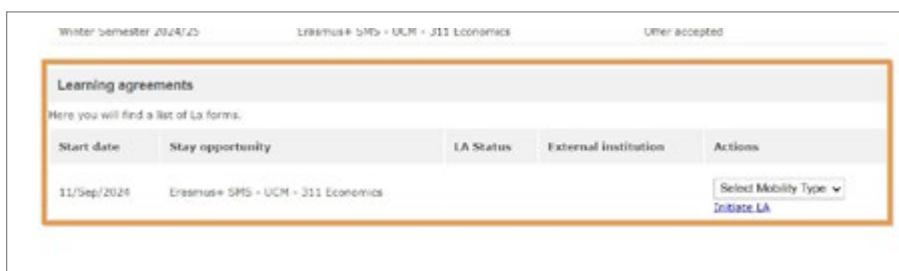 Winter Semester 2024/25 Erasmus+ SMS - UCM - 311 Economics Offer accepted
Learning agreements
Here you will find a list of La forms.
Start date Stay opportunity LA Status External institution Actions
11/Sep/2024 Erasmus+ SMS - UCM - 311 Economics Select Mobility Type
Initiate LA